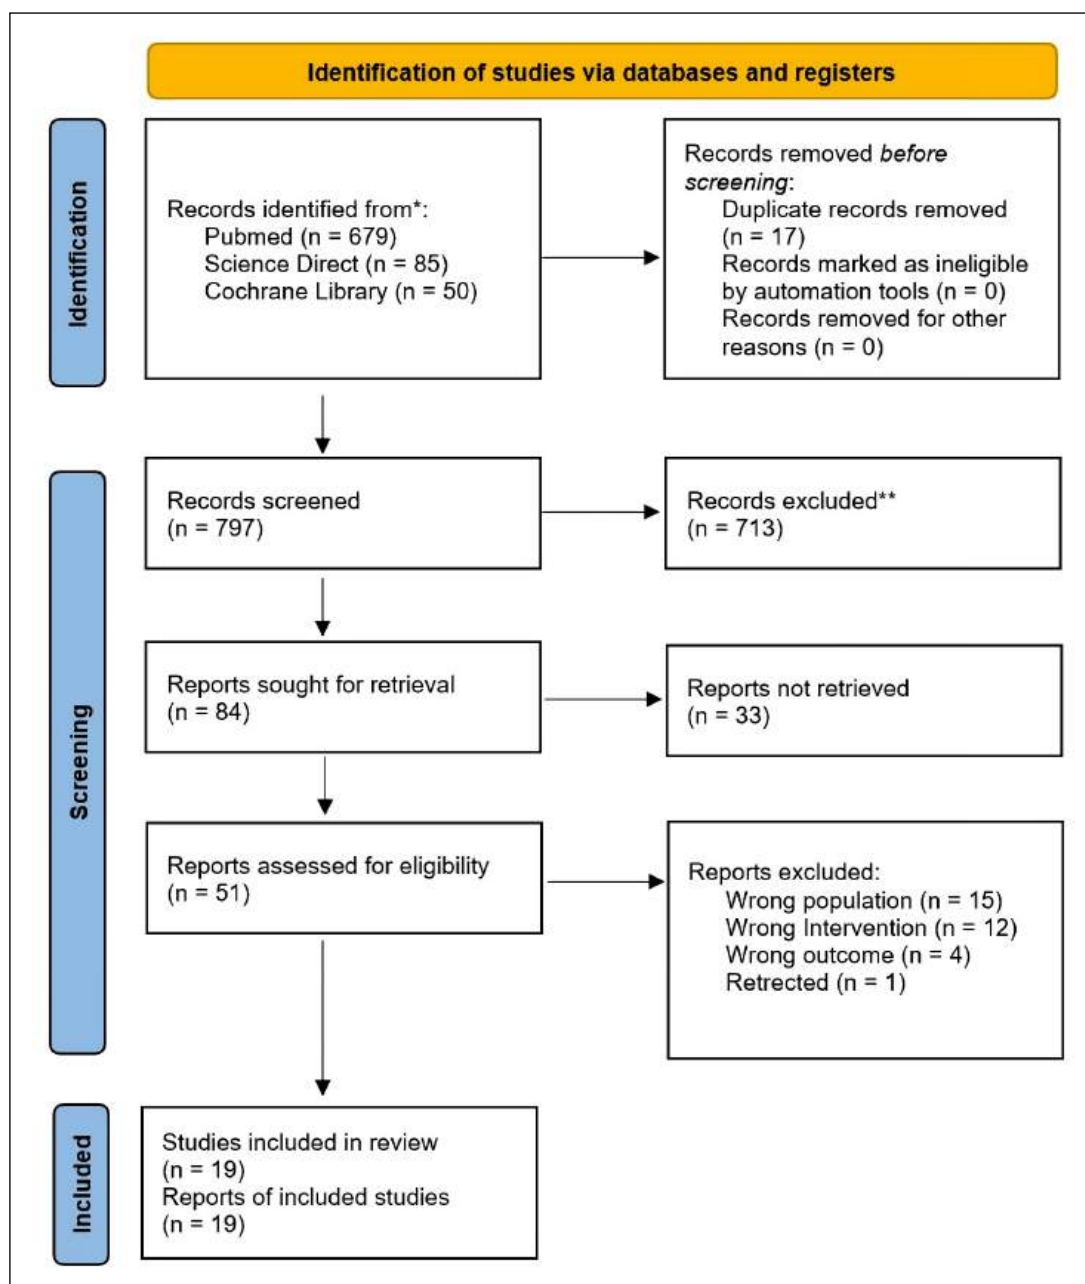 Identification of studies via databases and registers
Identification
Records identified from*:
Pubmed (n = 679)
Science Direct (n = 85)
Cochrane Library (n = 50)
Records removed before
screening:
Duplicate records removed
(n = 17)
Records marked as ineligible
by automation tools (n = 0)
Records removed for other
reasons (n = 0)
Screening
Records screened
(n = 797)
Records excluded**
(n = 713)
Reports sought for retrieval
(n = 84)
Reports not retrieved
(n = 33)
Reports assessed for eligibility
(n = 51)
Reports excluded:
Wrong population (n = 15)
Wrong Intervention (n = 12)
Wrong outcome (n = 4)
Retrected (n = 1)
Included
Studies included in review
(n = 19)
Reports of included studies
(n = 19)